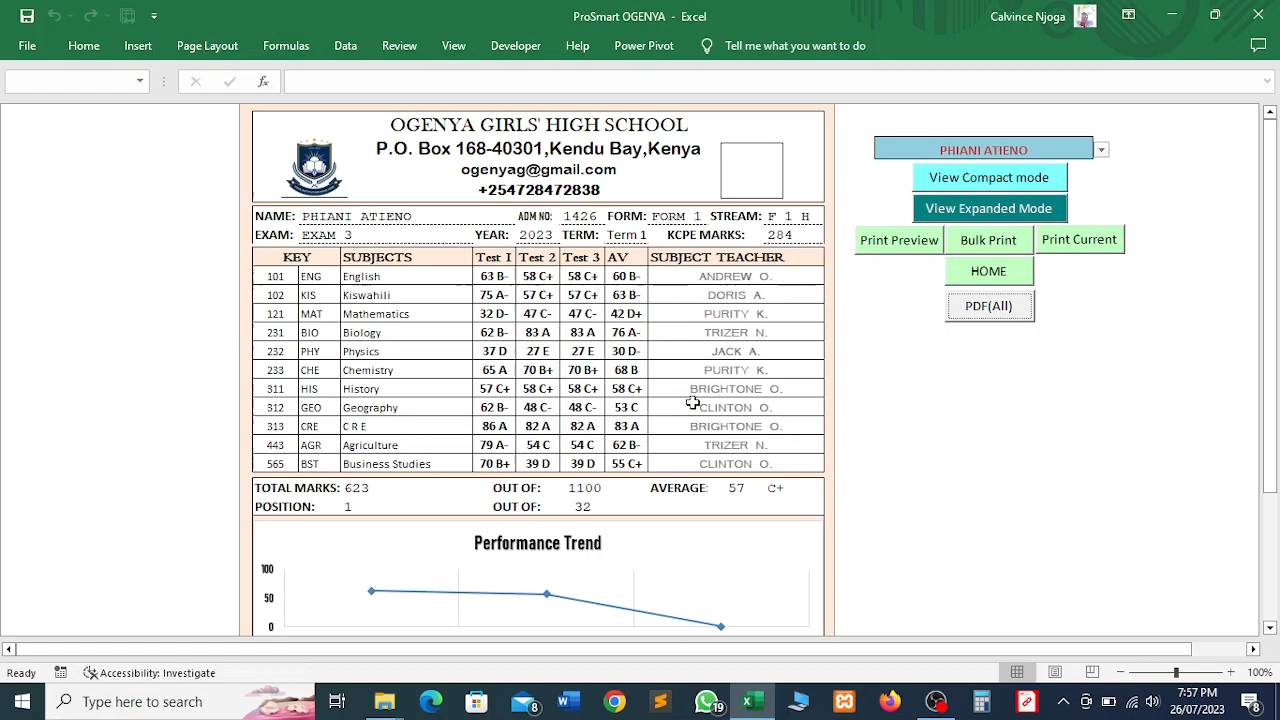 ProSmart OGENYA - Excel
Calvince Njoga
File Home Insert Page Layout Formulas Data Review View Developer Help Power Pivot Tell me what you want to do
fx
OGENYA GIRLS' HIGH SCHOOL
P.O. Box 168-40301,Kendu Bay,Kenya
ogenyag@gmail.com
+254728472838
PHIANI ATIENO
View Compact mode
View Expanded Mode
Print Preview Bulk Print Print Current
HOME
PDF(All)
NAME: PHIANI ATIENO ADM NO: 1426 FORM: FORM 1 STREAM: F 1 H
EXAM: EXAM 3 YEAR: 2023 TERM: Term 1 KCPE MARKS: 284
KEY SUBJECTS Test 1 Test 2 Test 3 AV SUBJECT TEACHER
101 ENG English 63 B- 58 C+ 58 C+ 60 B- ANDREW O.
102 KIS Kiswahili 75 A- 57 C+ 57 C+ 63 B- DORIS A.
121 MAT Mathematics 32 D- 47 C- 47 C- 42 D+ PURITY K.
231 BIO Biology 62 B- 83 A 83 A 76 A- TRIZER N.
232 PHY Physics 37 D 27 E 27 E 30 D- JACK A.
233 CHE Chemistry 65 A 70 B+ 70 B+ 68 B PURITY K.
311 HIS History 57 C+ 58 C+ 58 C+ 58 C+ BRIGHTONE O.
312 GEO Geography 62 B- 48 C- 48 C- 53 C CLINTON O.
313 CRE C R E 86 A 82 A 82 A 83 A BRIGHTONE O.
443 AGR Agriculture 79 A- 54 C 54 C 62 B- TRIZER N.
565 BST Business Studies 70 B+ 39 D 39 D 55 C+ CLINTON O.
TOTAL MARKS: 623 OUT OF: 1100 AVERAGE: 57 C+
POSITION: 1 OUT OF: 32
Performance Trend
100
50
0
Ready Accessibility: Investigate 100%
Type here to search 8 19 7:57 PM
26/07/2023 8